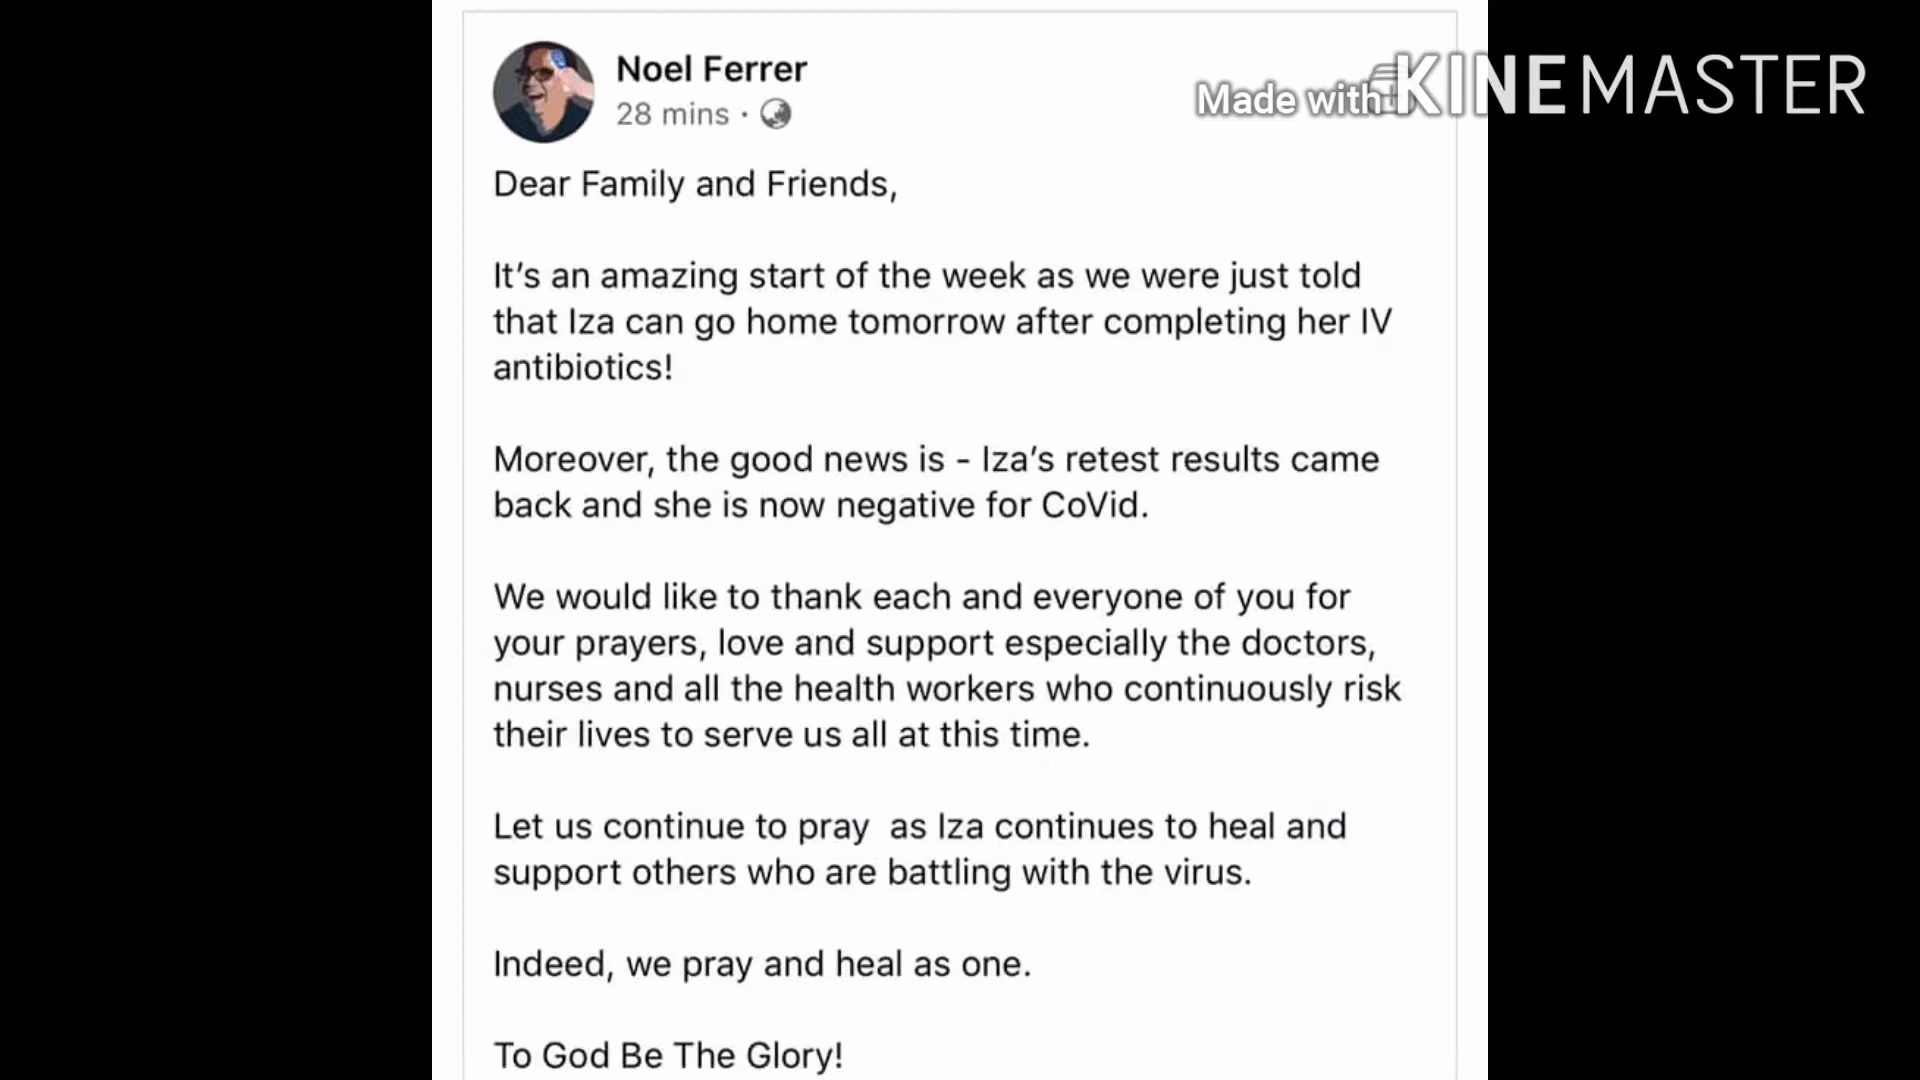 Noel Ferrer
28 mins ·
Made with KINEMASTER
Dear Family and Friends,
It’s an amazing start of the week as we were just told
that Iza can go home tomorrow after completing her IV
antibiotics!
Moreover, the good news is - Iza’s retest results came
back and she is now negative for CoVid.
We would like to thank each and everyone of you for
your prayers, love and support especially the doctors,
nurses and all the health workers who continuously risk
their lives to serve us all at this time.
Let us continue to pray  as Iza continues to heal and
support others who are battling with the virus.
Indeed, we pray and heal as one.
To God Be The Glory!